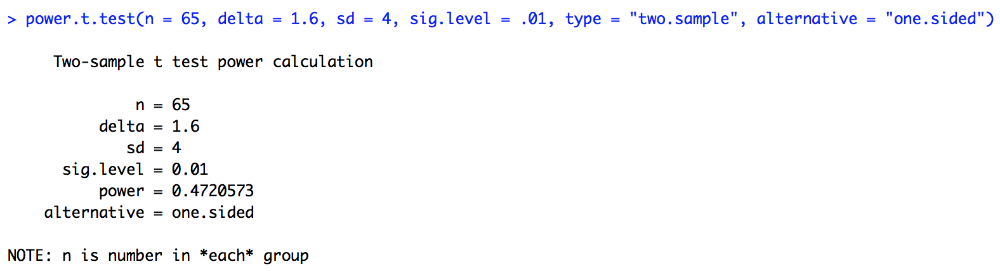 > power.t.test(n = 65, delta = 1.6, sd = 4, sig.level = .01, type = "two.sample", alternative = "one.sided")
Two-sample t test power calculation
n = 65
delta = 1.6
sd = 4
sig.level = 0.01
power = 0.4720573
alternative = one.sided
NOTE: n is number in *each* group